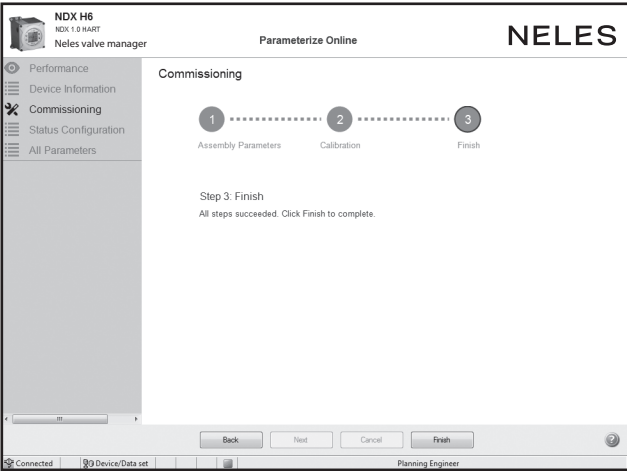 NDX H6
NDX 1.0 HART
Neles valve manager
Parameterize Online
NELES
Performance
Device Information
Commissioning
Status Configuration
All Parameters
Commissioning
1 2 3
Assembly Parameters Calibration Finish
Step 3: Finish
All steps succeeded. Click Finish to complete.
Back Next Cancel Finish
?
Connected Device/Data set Planning Engineer